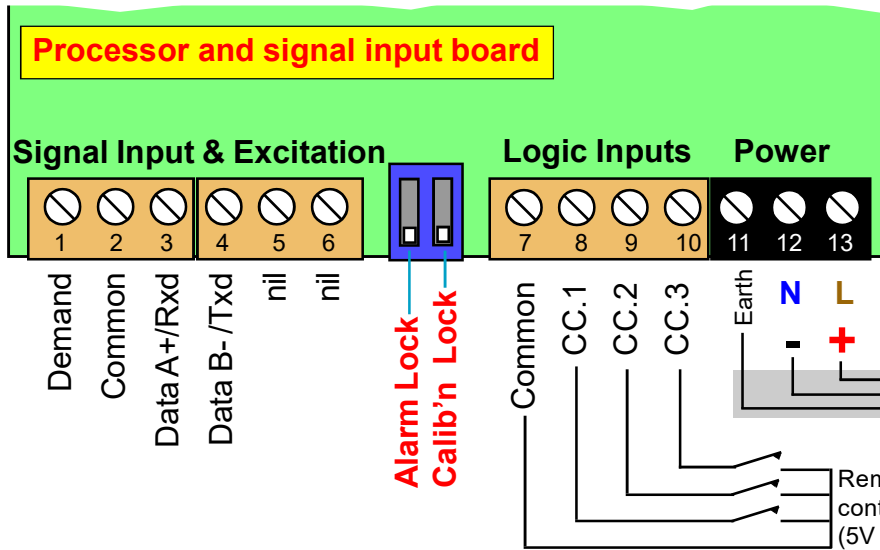 Processor and signal input board
Signal Input & Excitation
Logic Inputs
Power
1 2 3 4 5 6
7 8 9 10 11 12 13
Demand
Common
Data A+/Rxd
Data B- /Txd
nil
nil
Alarm Lock
Calib'n Lock
Common
CC.1
CC.2
CC.3
Earth
N
L
-
+
Rem
cont
(5V